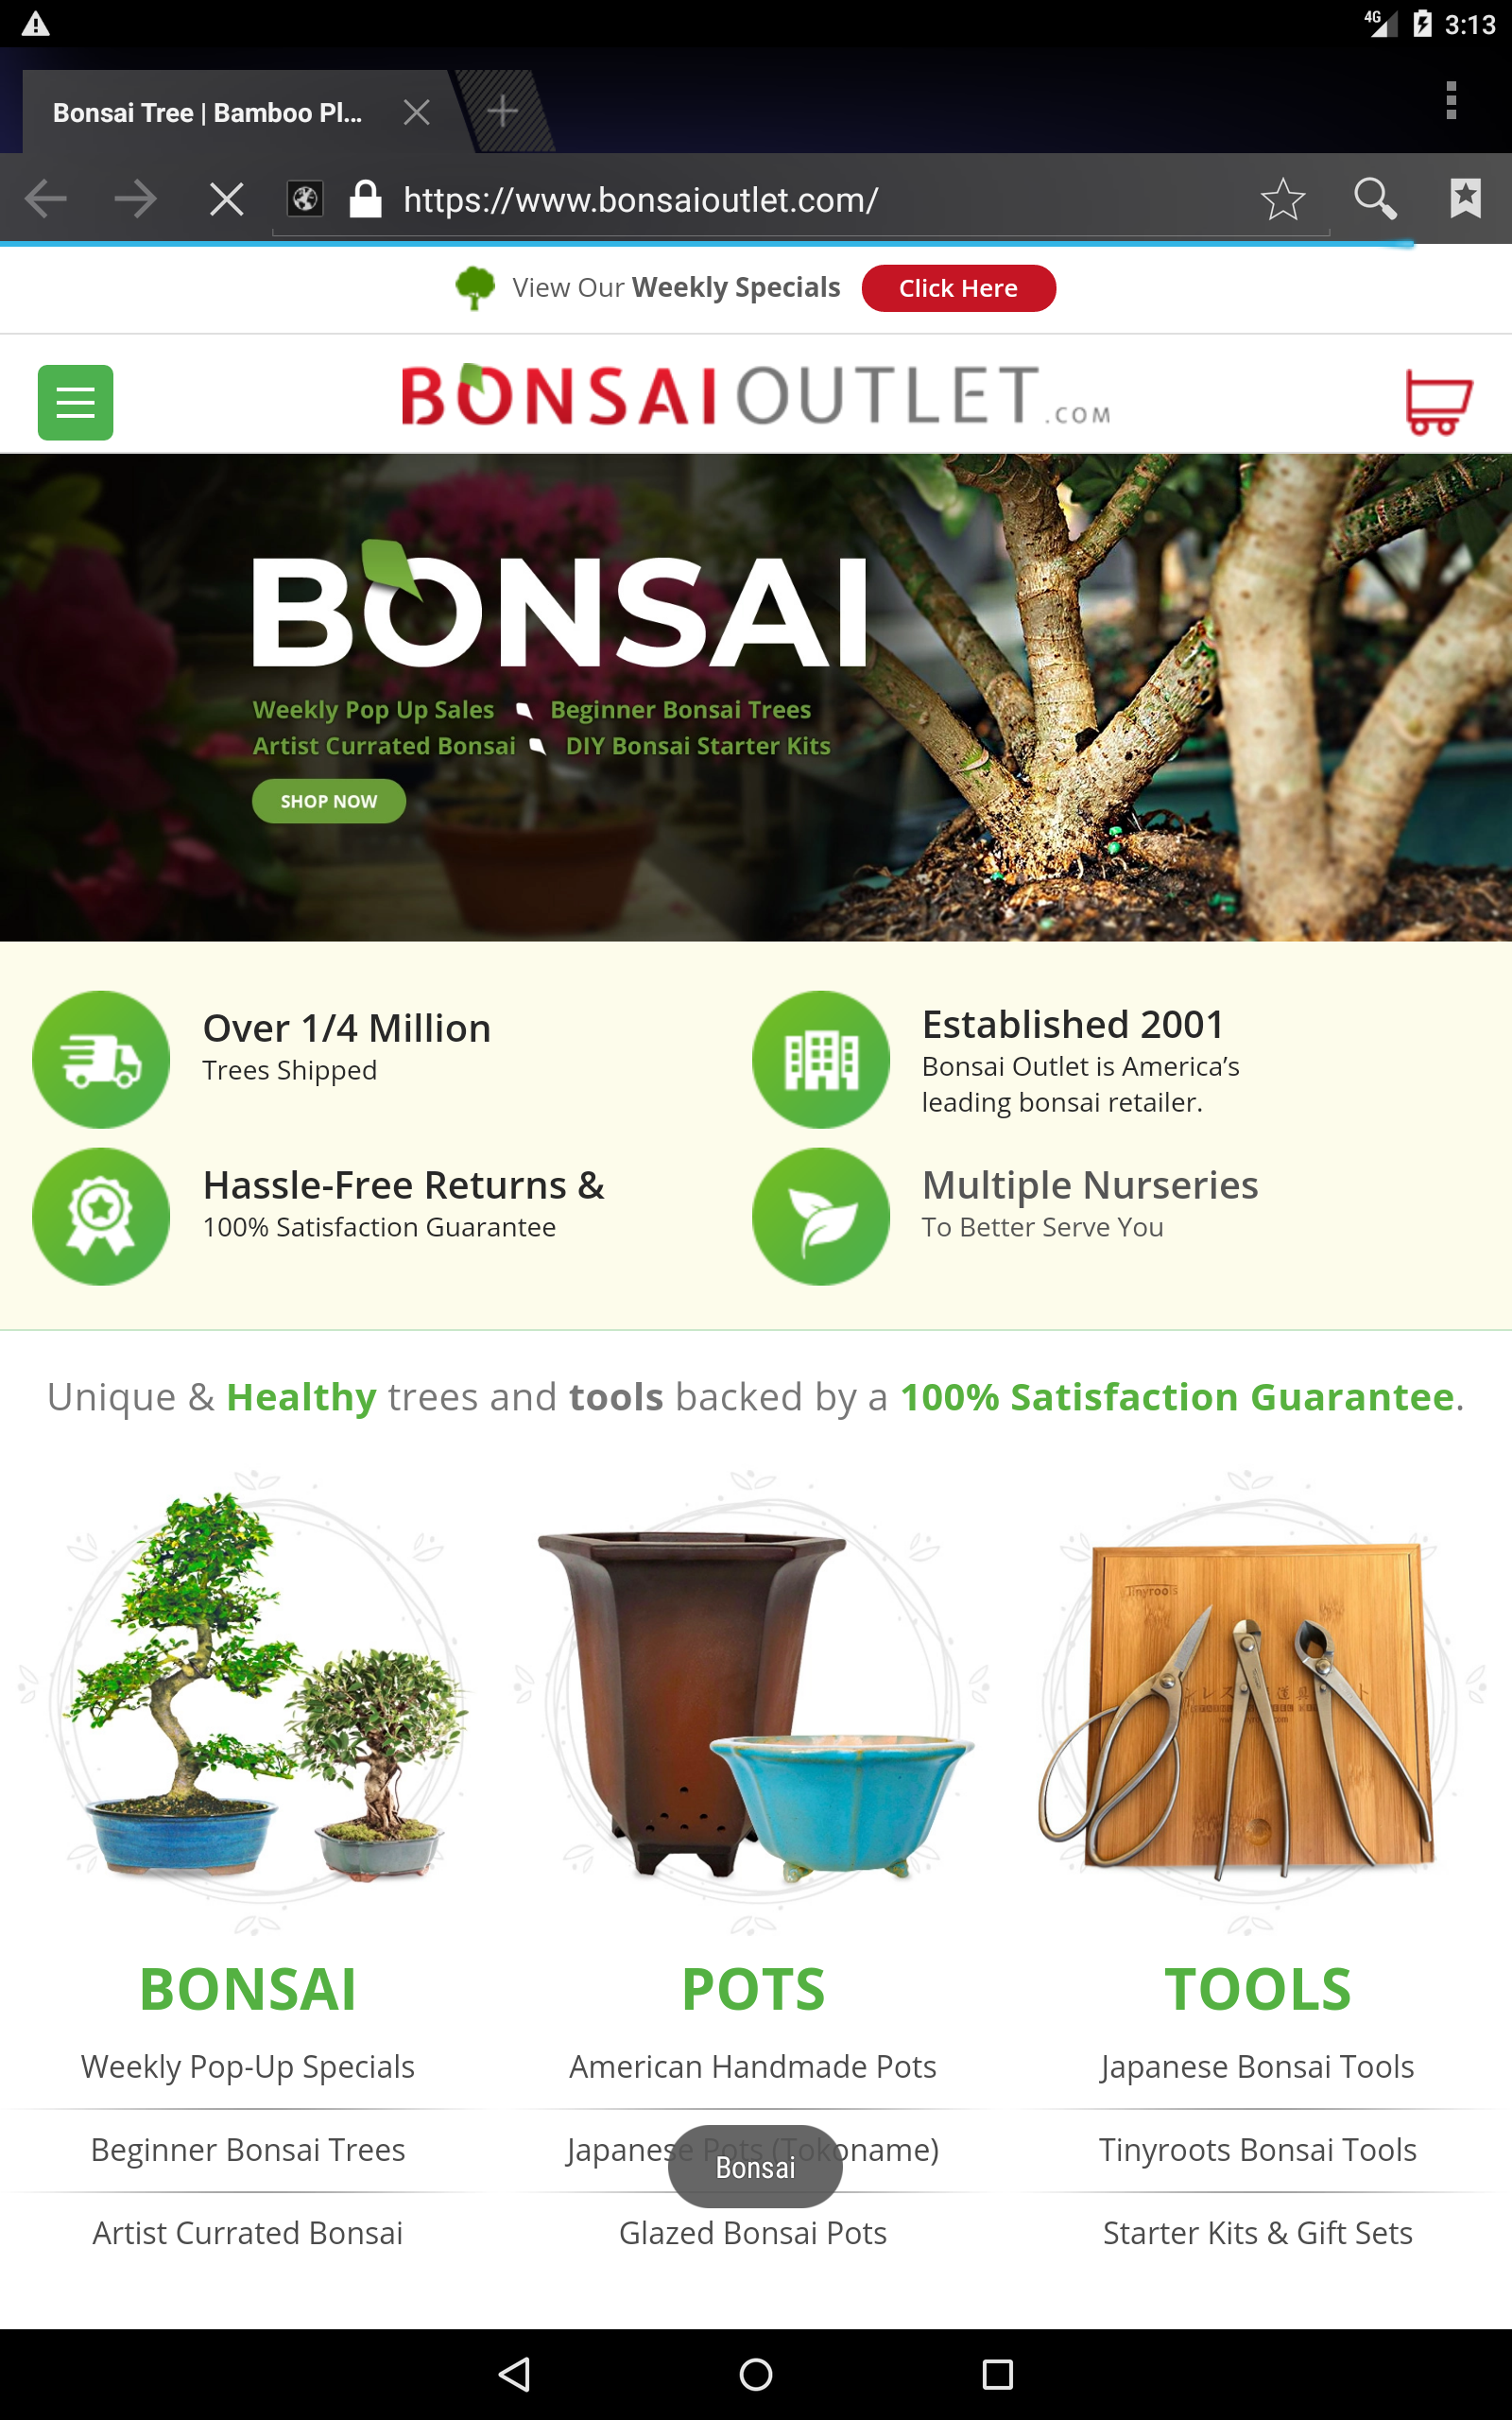 4G 3:13
Bonsai Tree | Bamboo Pl...
https://www.bonsaioutlet.com/
View Our Weekly Specials Click Here
BONSAI OUTLET.COM
BONSAI
Weekly Pop Up Sales Beginner Bonsai Trees
Artist Currated Bonsai DIY Bonsai Starter Kits
SHOP NOW
Over 1/4 Million
Trees Shipped
Established 2001
Bonsai Outlet is America’s
leading bonsai retailer.
Hassle-Free Returns &
100% Satisfaction Guarantee
Multiple Nurseries
To Better Serve You
Unique & Healthy trees and tools backed by a 100% Satisfaction Guarantee.
Tinyroots
BONSAI
Weekly Pop-Up Specials
Beginner Bonsai Trees
Artist Currated Bonsai
POTS
American Handmade Pots
Japanese Pots (Tokoname)
Glazed Bonsai Pots
TOOLS
Japanese Bonsai Tools
Tinyroots Bonsai Tools
Starter Kits & Gift Sets
Bonsai